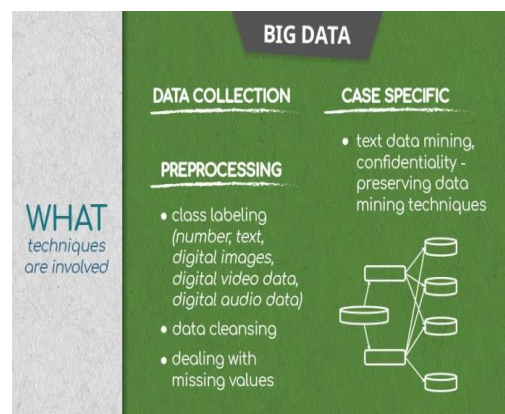 BIG DATA
WHAT
techniques
are involved
DATA COLLECTION
PREPROCESSING
• class labeling
(number, text,
digital images,
digital video data,
digital audio data)
• data cleansing
• dealing with
missing values
CASE SPECIFIC
• text data mining,
confidentiality -
preserving data
mining techniques